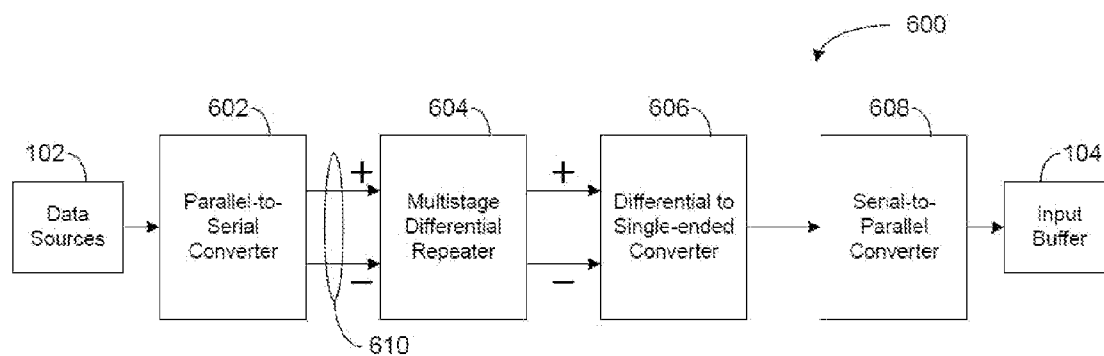 600
602
604
606
608
102
104
Data
Sources
Parallel-to-
Serial
Converter
+
−
Multistage
Differential
Repeater
+
−
Differential to
Single-ended
Converter
Serial-to-
Parallel
Converter
Input
Buffer
610